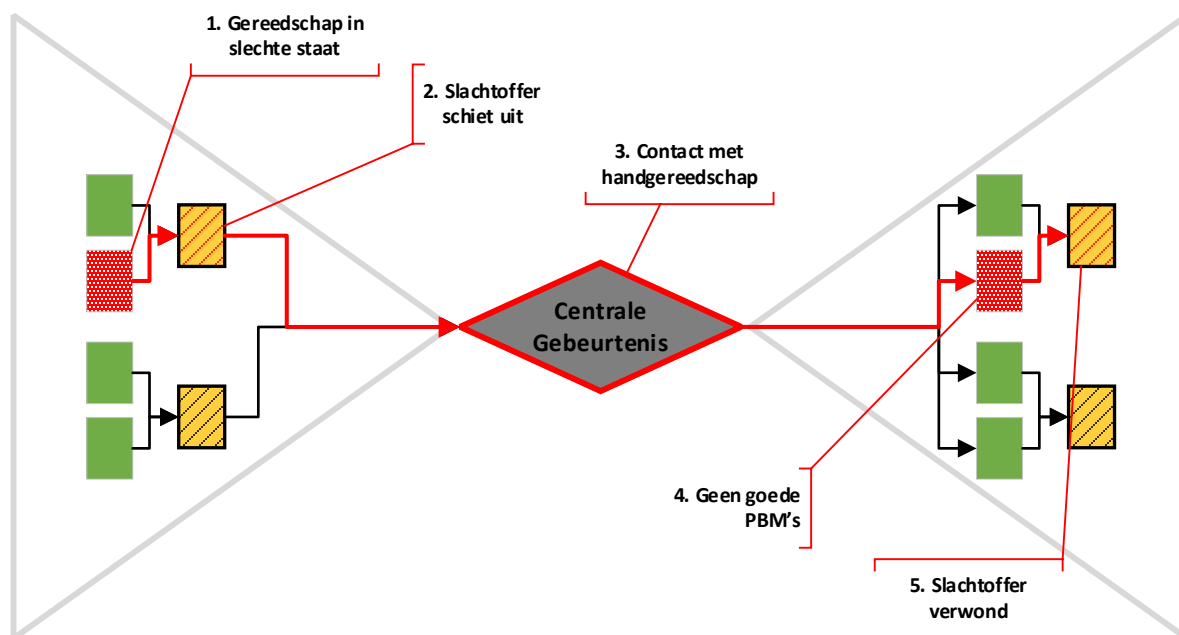 1. Gereedschap in
slechte staat
2. Slachtoffer
schiet uit
3. Contact met
handgereedschap
Centrale
Gebeurtenis
4. Geen goede
PBM's
5. Slachtoffer
verwond